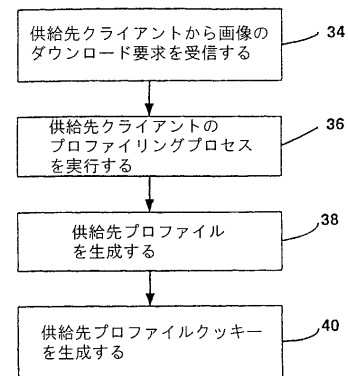 供給先クライアントから画像の
ダウンロード要求を受信する
34
供給先クライアントの
プロファイリングプロセス
を実行する
36
供給先プロファイル
を生成する
38
供給先プロファイルクッキー
を生成する
40